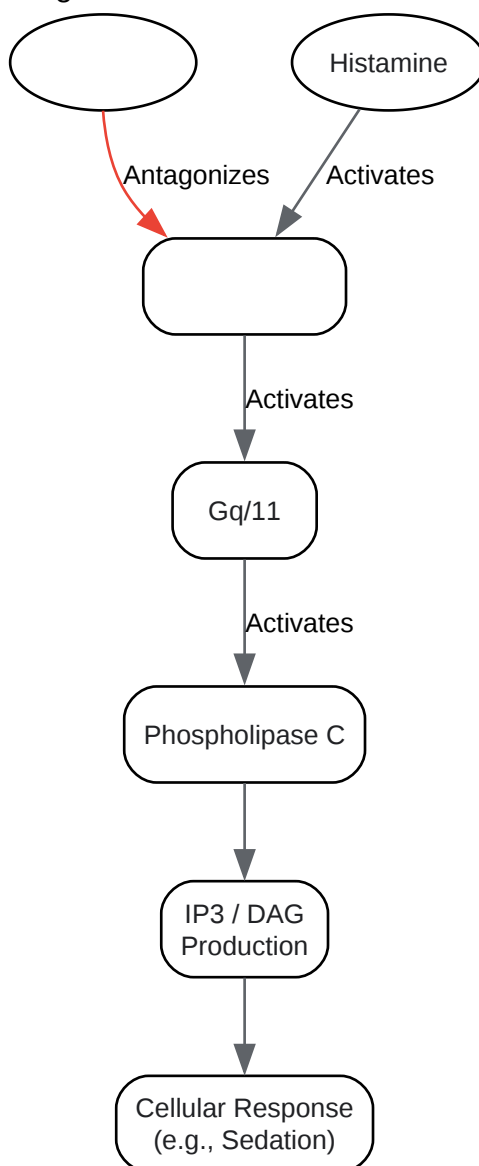 Histamine
Antagonizes
Activates
Activates
Gq/11
Activates
Phospholipase C
IP3 / DAG
Production
Cellular Response
(e.g., Sedation)